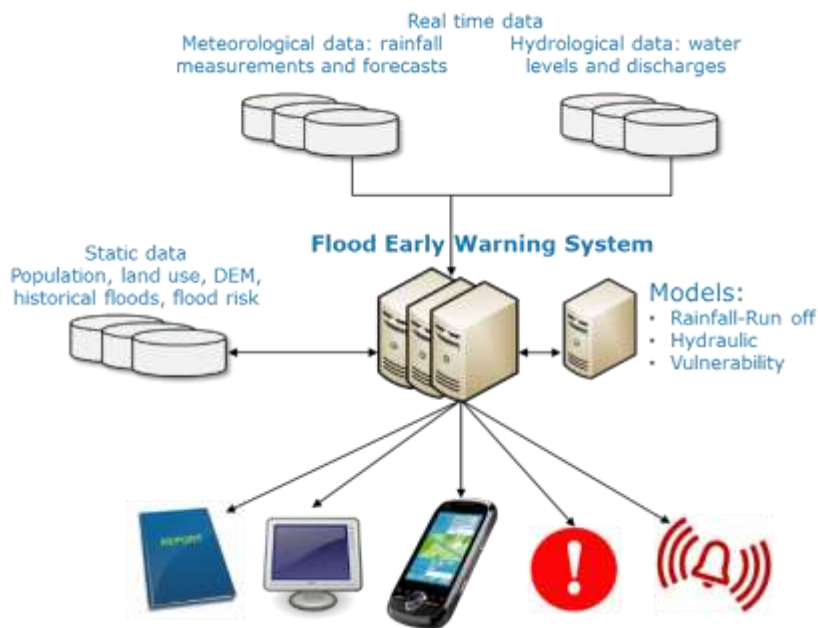 Real time data
Meteorological data: rainfall
measurements and forecasts
Hydrological data: water
levels and discharges
Flood Early Warning System
Static data
Population, land use, DEM,
historical floods, flood risk
Models:
• Rainfall-Run off
• Hydraulic
• Vulnerability
REPORT